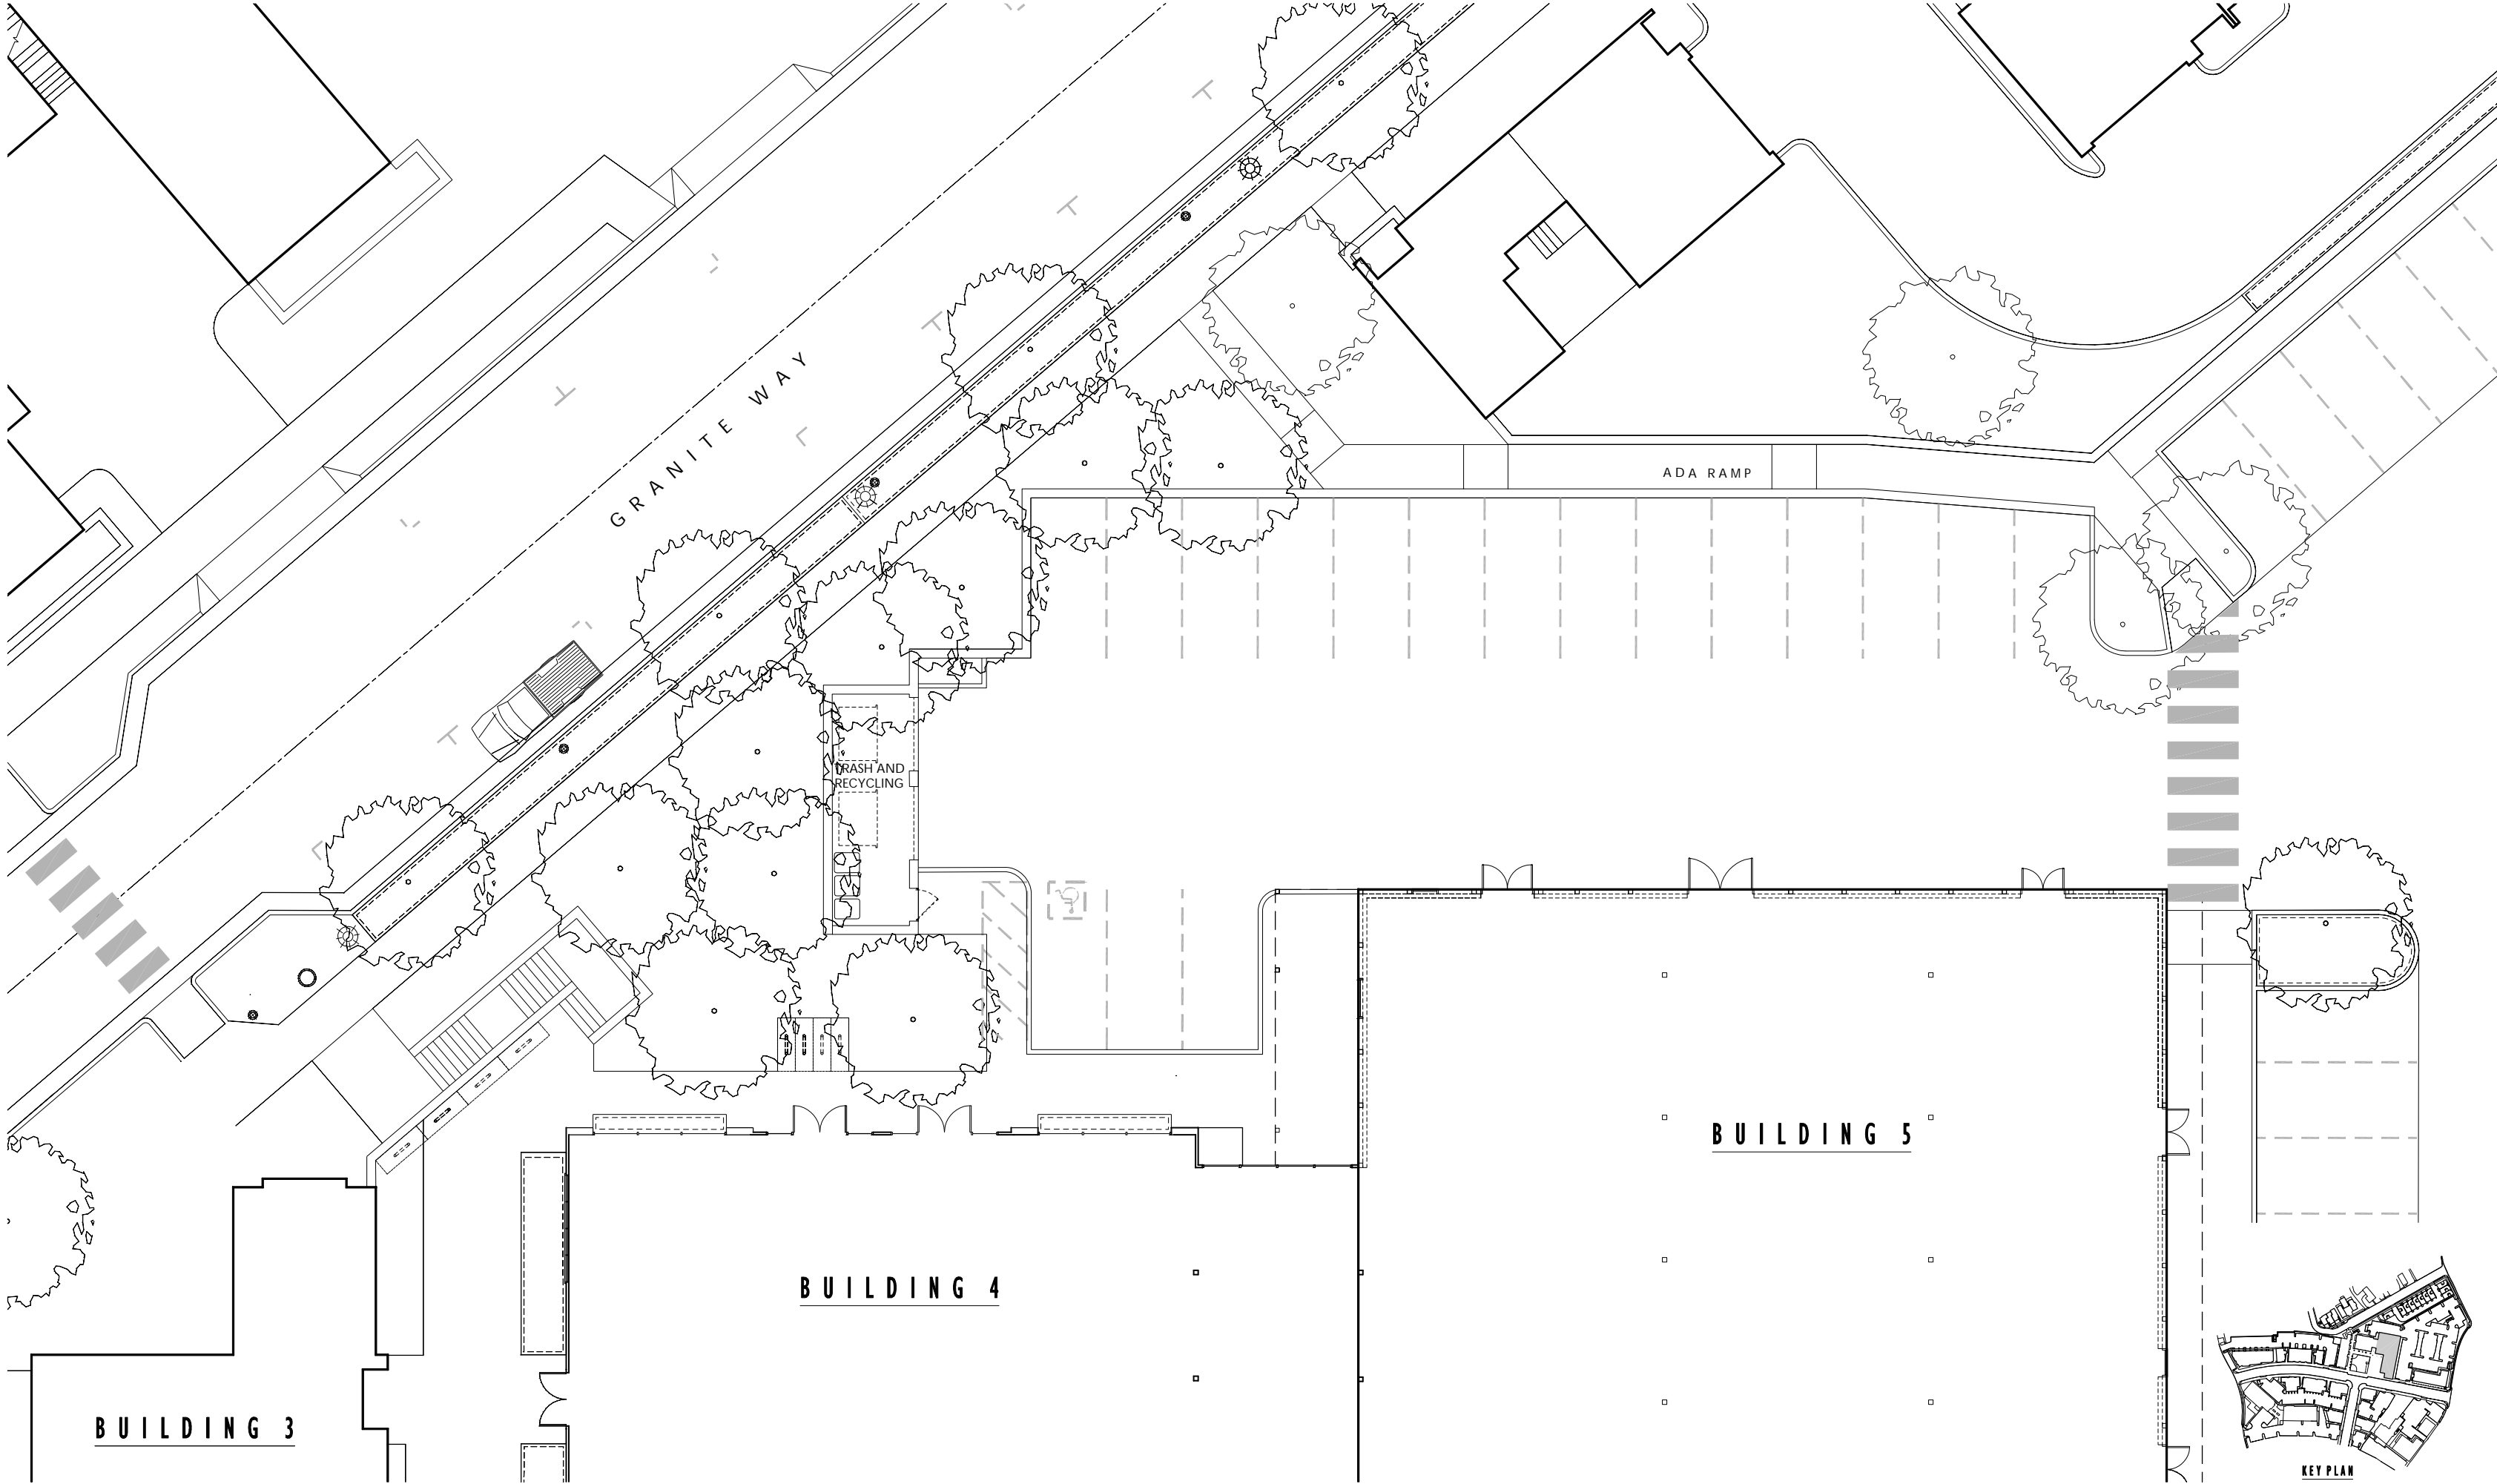 GRANITE WAY
ADA RAMP
TRASH AND
RECYCLING
BUILDING 5
BUILDING 4
BUILDING 3
KEY PLAN